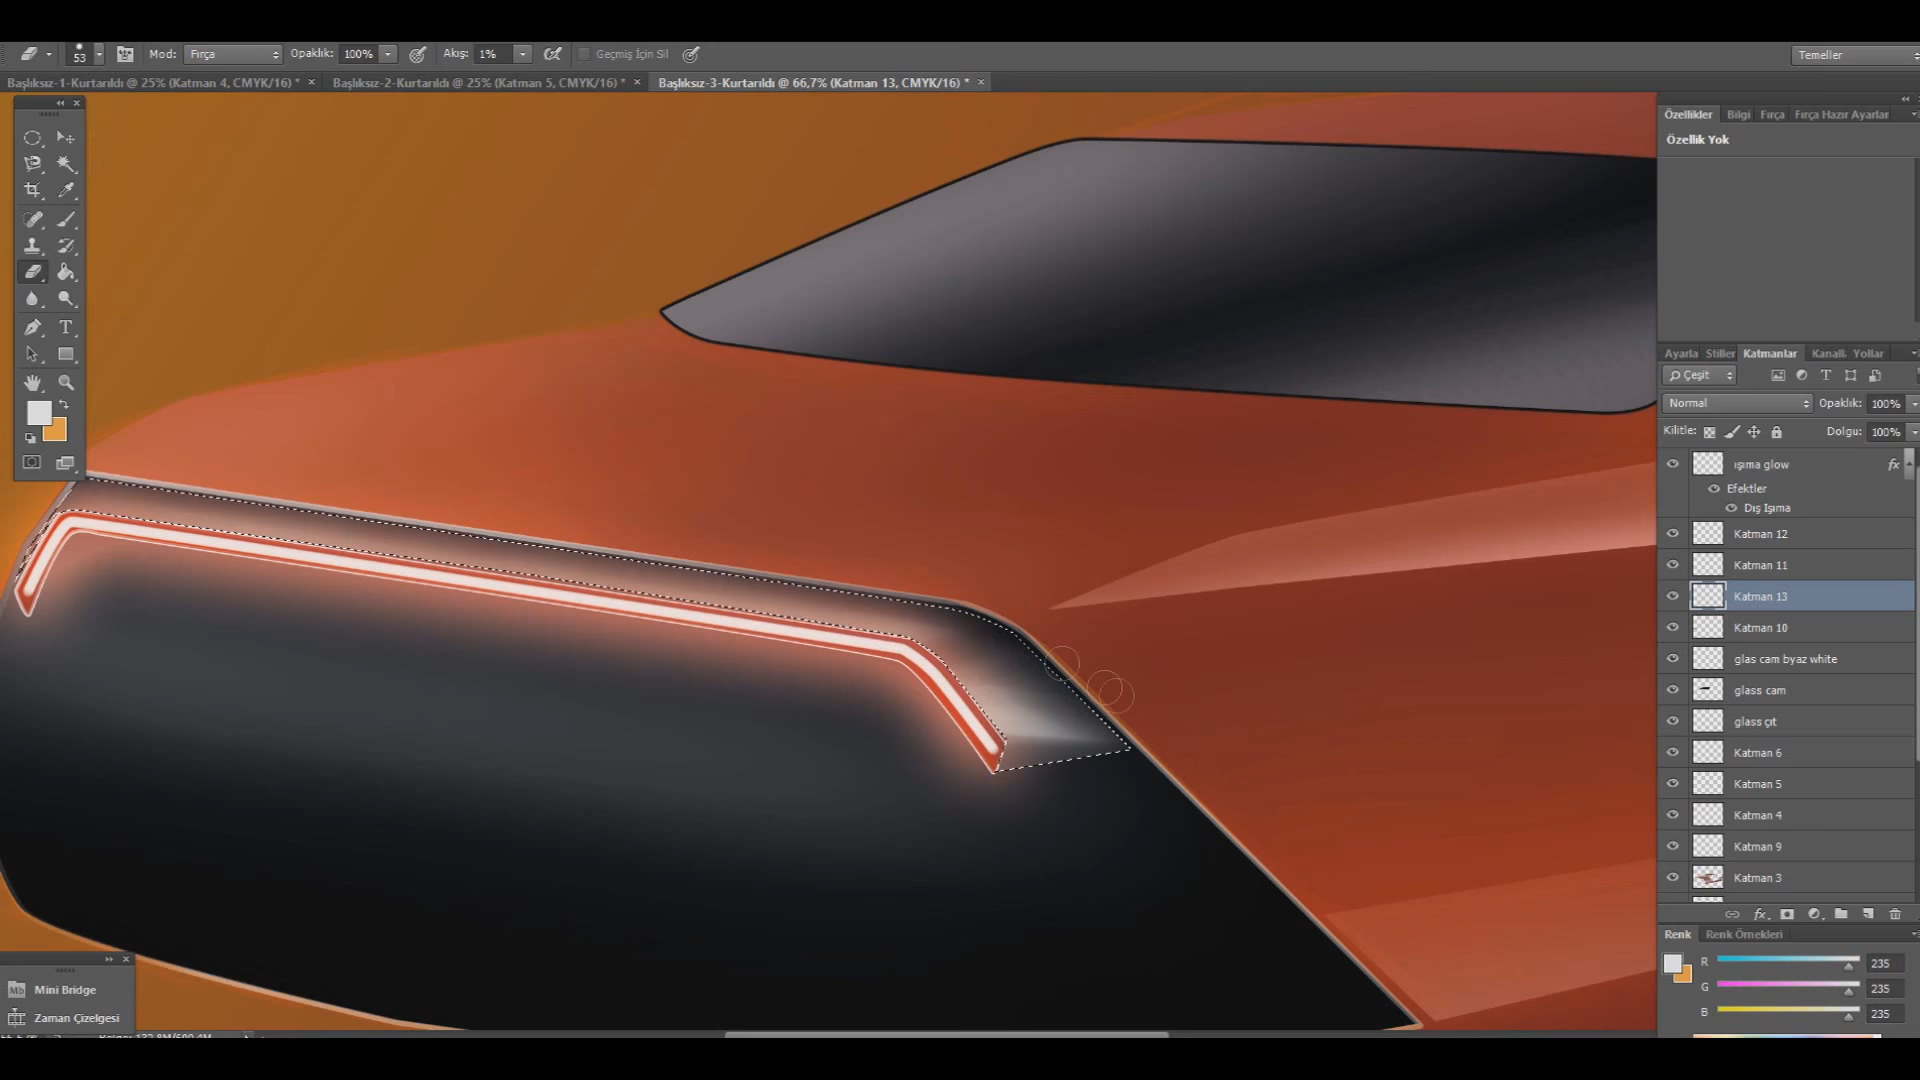 53 Mod: Fırça Opaklık: 100% Akış: 1% Geçmiş İçin Sil Temeller
Başlıksız-1-Kurtarıldı @ 25% (Katman 4, CMYK/16) * × Başlıksız-2-Kurtarıldı @ 25% (Katman 5, CMYK/16) * × Başlıksız-3-Kurtarıldı @ 66,7% (Katman 13, CMYK/16) * ×
Özellikler Bilgi Fırça Fırça Hazır Ayarlar
Özellik Yok
Ayarla Stiller Katmanlar Kanalla Yollar
Çeşit
Normal Opaklık: 100%
Kilitle: Dolgu: 100%
ışıma glow fx
Efektler
Dış Işıma
Katman 12
Katman 11
Katman 13
Katman 10
glas cam byaz white
glass cam
glass çıt
Katman 6
Katman 5
Katman 4
Katman 9
Katman 3
fx
Renk Renk Örnekleri
R 235
G 235
B 235
Mb Mini Bridge
Zaman Çizelgesi